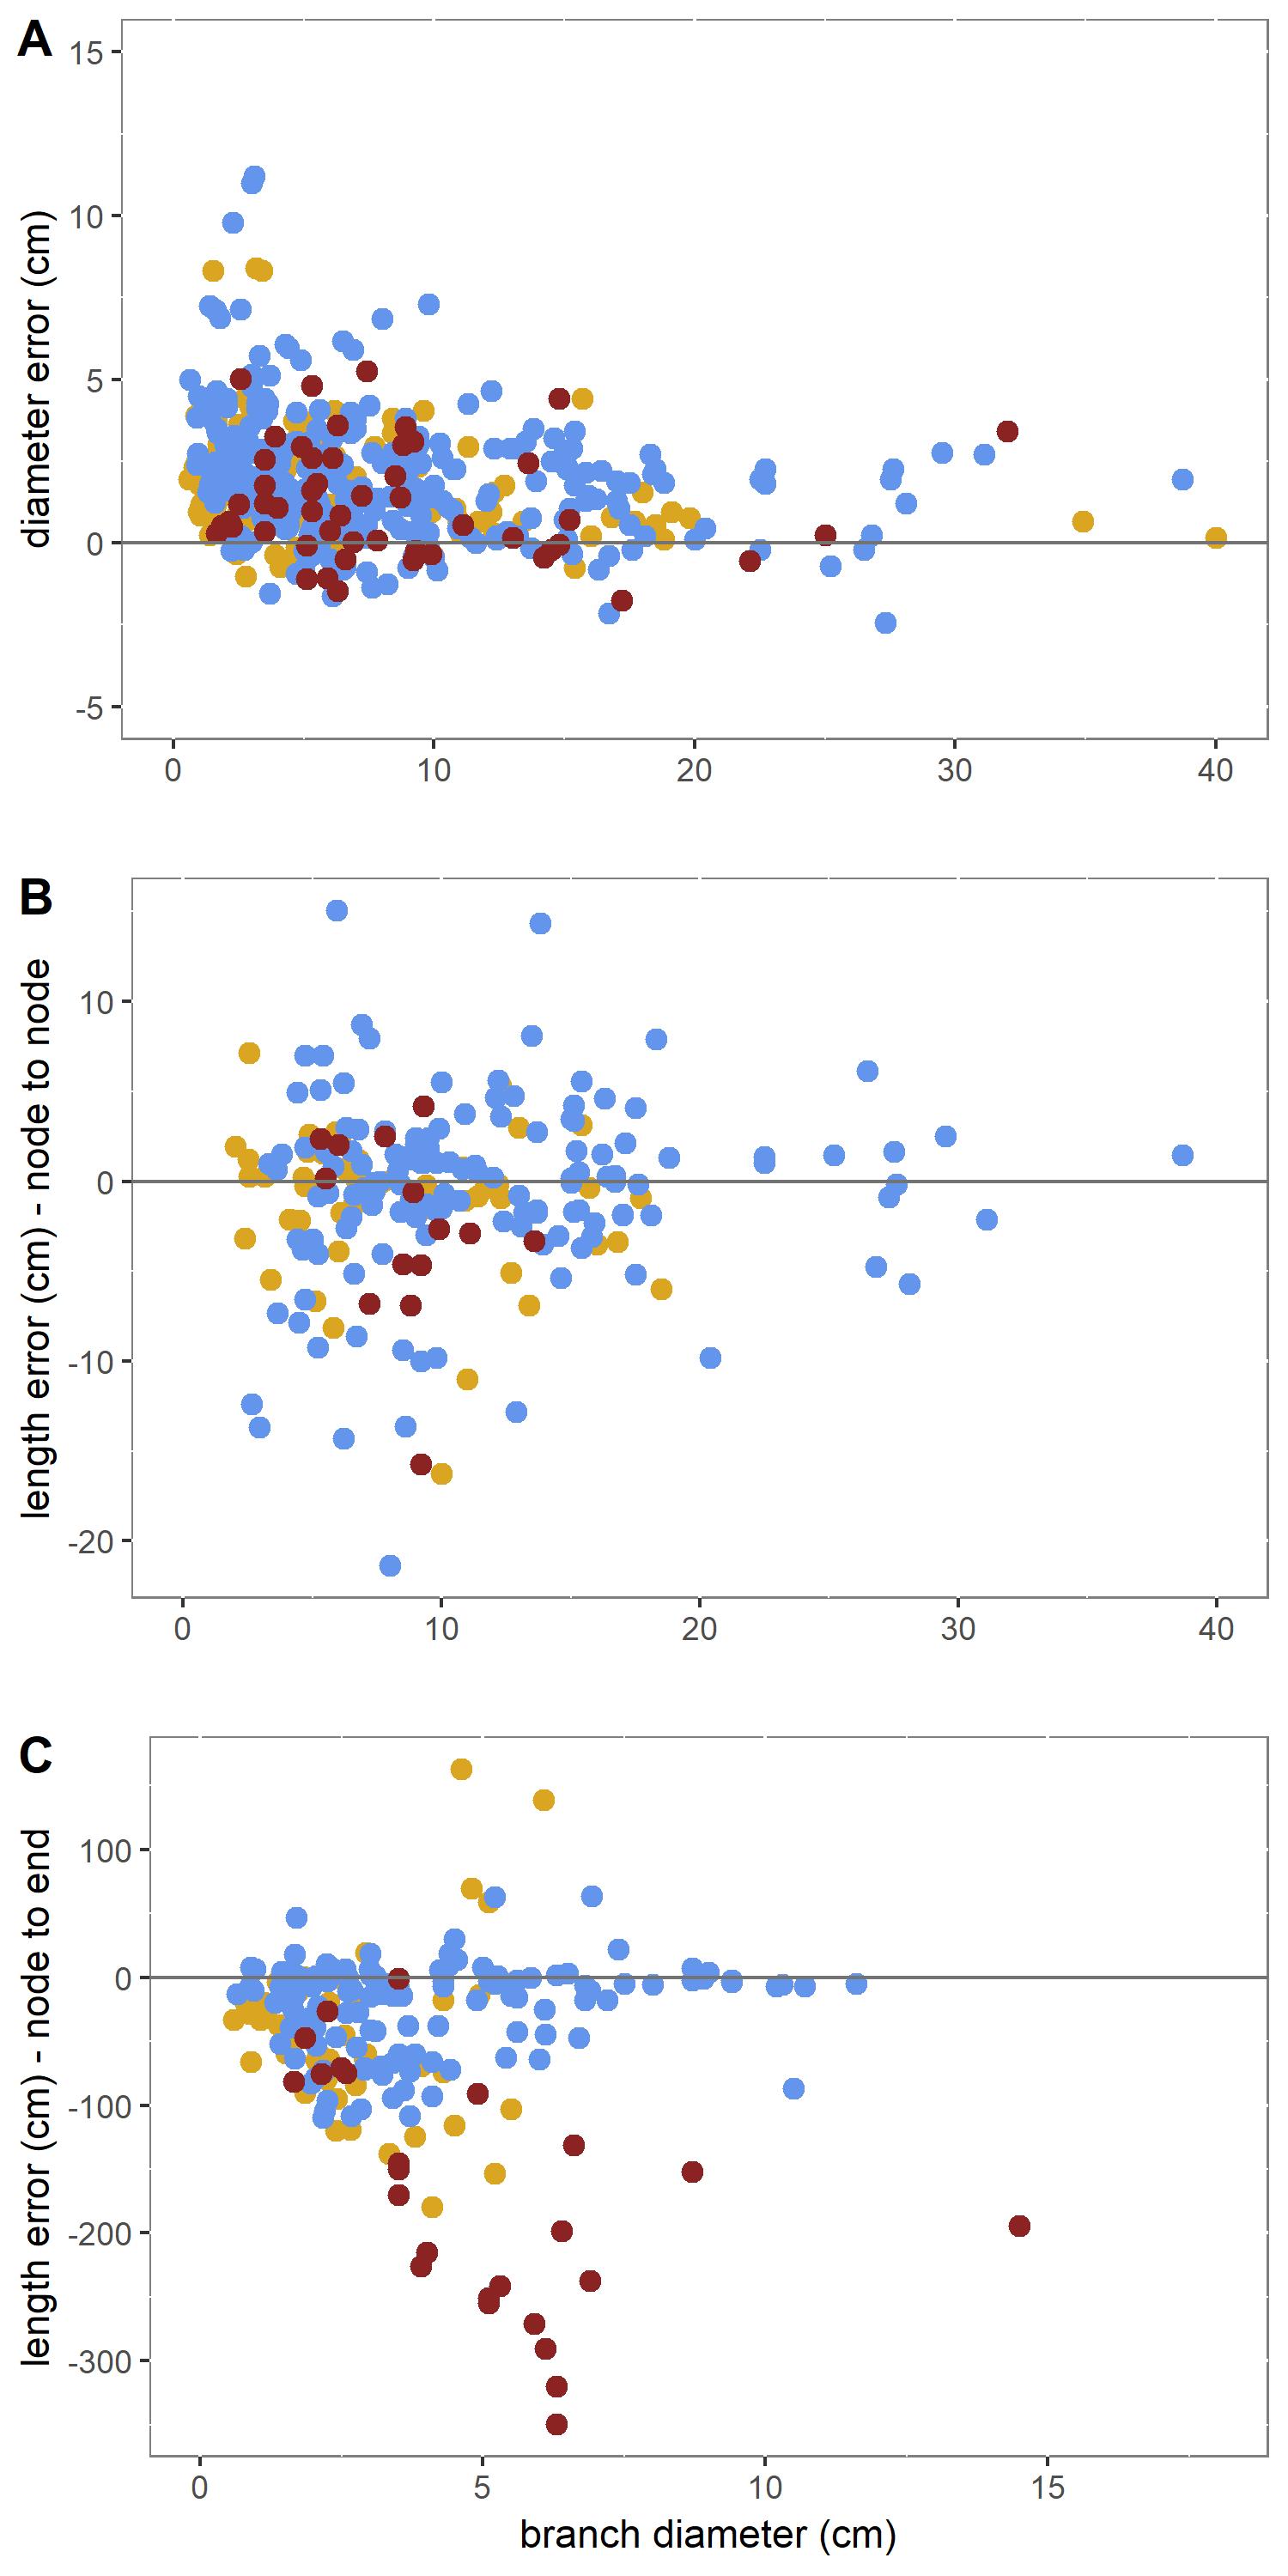 A
15
10
5
0
-5
diameter error (cm)
0 10 20 30 40
B
10
0
-10
-20
length error (cm) - node to node
0 10 20 30 40
C
100
0
-100
-200
-300
length error (cm) - node to end
0 5 10 15
branch diameter (cm)